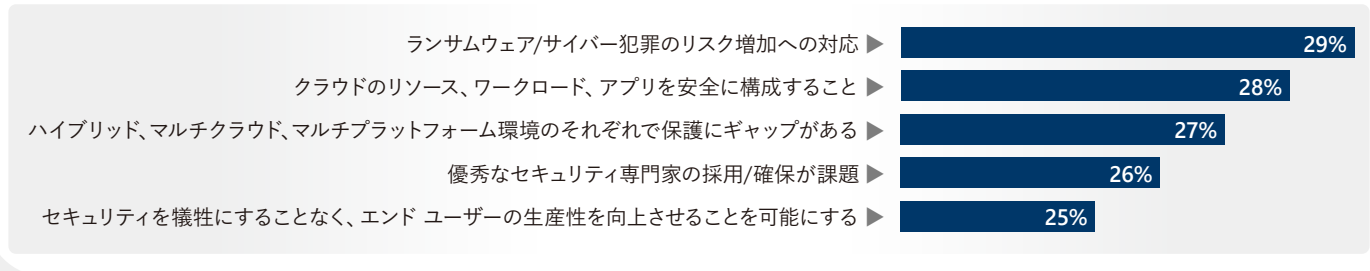 ランサムウェア/サイバー犯罪のリスク増加への対応 ▶ 29%
クラウドのリソース、ワークロード、アプリを安全に構成すること ▶ 28%
ハイブリッド、マルチクラウド、マルチプラットフォーム環境のそれぞれで保護にギャップがある ▶ 27%
優秀なセキュリティ専門家の採用/確保が課題 ▶ 26%
セキュリティを犠牲にすることなく、エンド ユーザーの生産性を向上させることを可能にする ▶ 25%